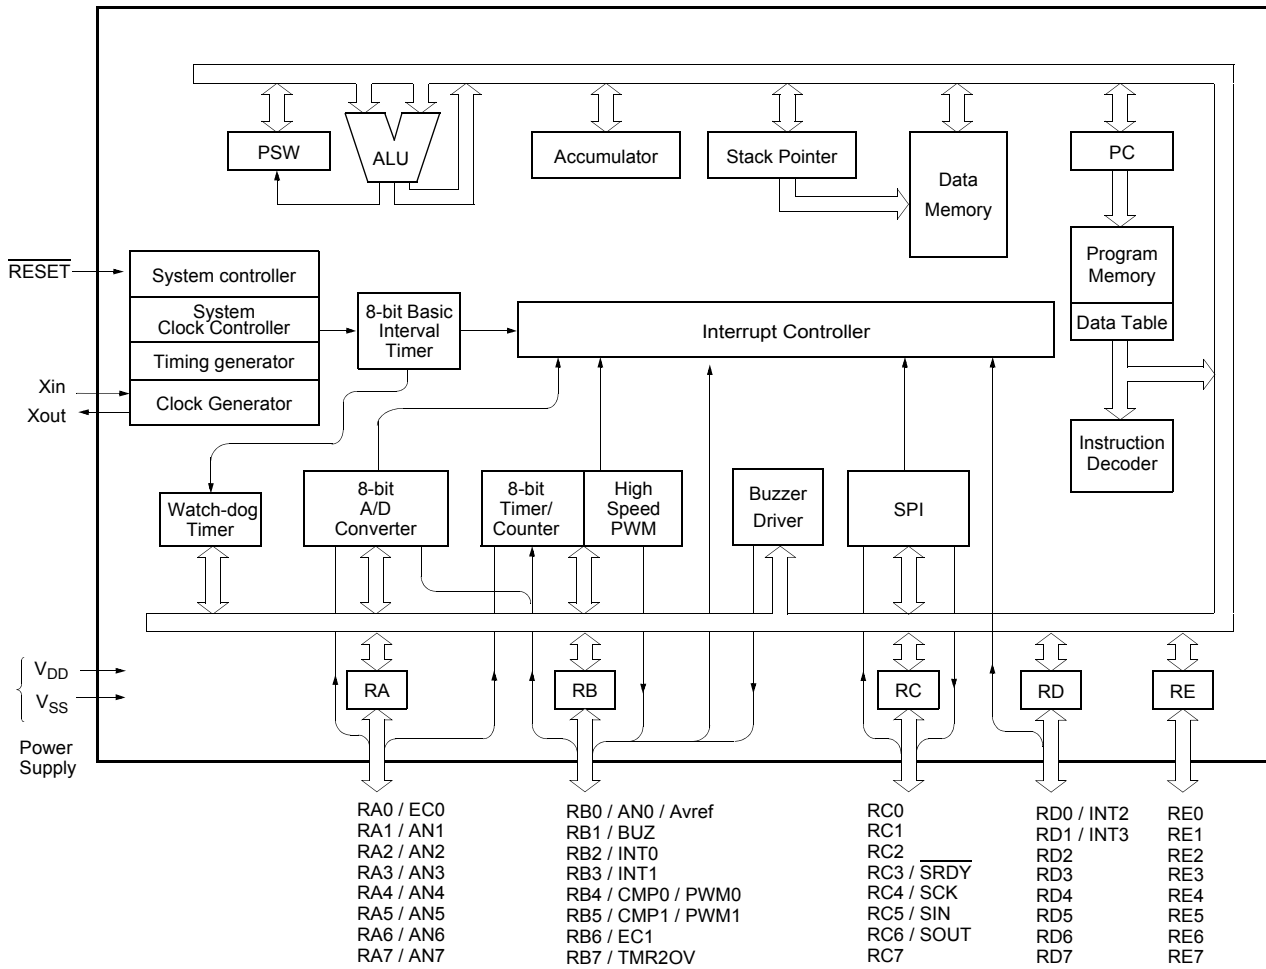 PSW
ALU
Accumulator
Stack Pointer
Data
Memory
PC
RESET
System controller
System
Clock Controller
Timing generator
Clock Generator
Xin
Xout
8-bit Basic
Interval
Timer
Interrupt Controller
Program
Memory
Data Table
Instruction
Decoder
Watch-dog
Timer
8-bit
A/D
Converter
8-bit
Timer/
Counter
High
Speed
PWM
Buzzer
Driver
SPI
VDD
VSS
Power
Supply
RA
RB
RC
RD
RE
RA0 / EC0
RA1 / AN1
RA2 / AN2
RA3 / AN3
RA4 / AN4
RA5 / AN5
RA6 / AN6
RA7 / AN7
RB0 / AN0 / Avref
RB1 / BUZ
RB2 / INT0
RB3 / INT1
RB4 / CMP0 / PWM0
RB5 / CMP1 / PWM1
RB6 / EC1
RB7 / TMR2OV
RC0
RC1
RC2
RC3 / SRDY
RC4 / SCK
RC5 / SIN
RC6 / SOUT
RC7
RD0 / INT2
RD1 / INT3
RD2
RD3
RD4
RD5
RD6
RD7
RE0
RE1
RE2
RE3
RE4
RE5
RE6
RE7